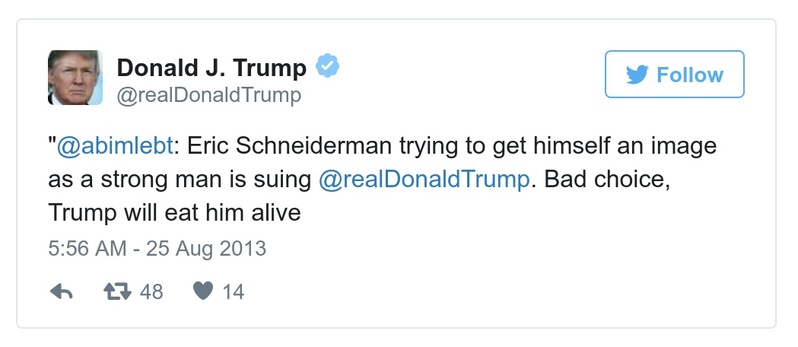 Donald J. Trump
@realDonaldTrump
Follow
"@abimlebt: Eric Schneiderman trying to get himself an image
as a strong man is suing @realDonaldTrump. Bad choice,
Trump will eat him alive
5:56 AM - 25 Aug 2013
48 14